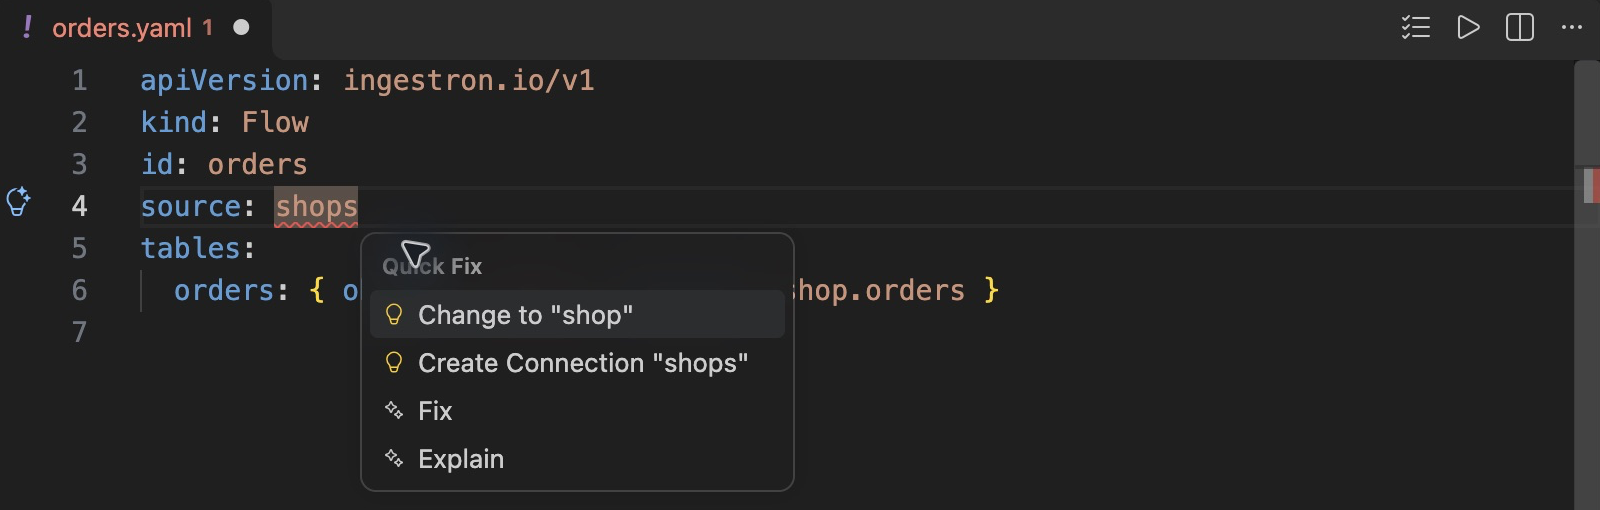 orders.yaml 1
1 apiVersion: ingestron.io/v1
2 kind: Flow
3 id: orders
4 source: shops
5 tables:
6 orders: { o hop.orders }
7
Quick Fix
Change to "shop"
Create Connection "shops"
Fix
Explain